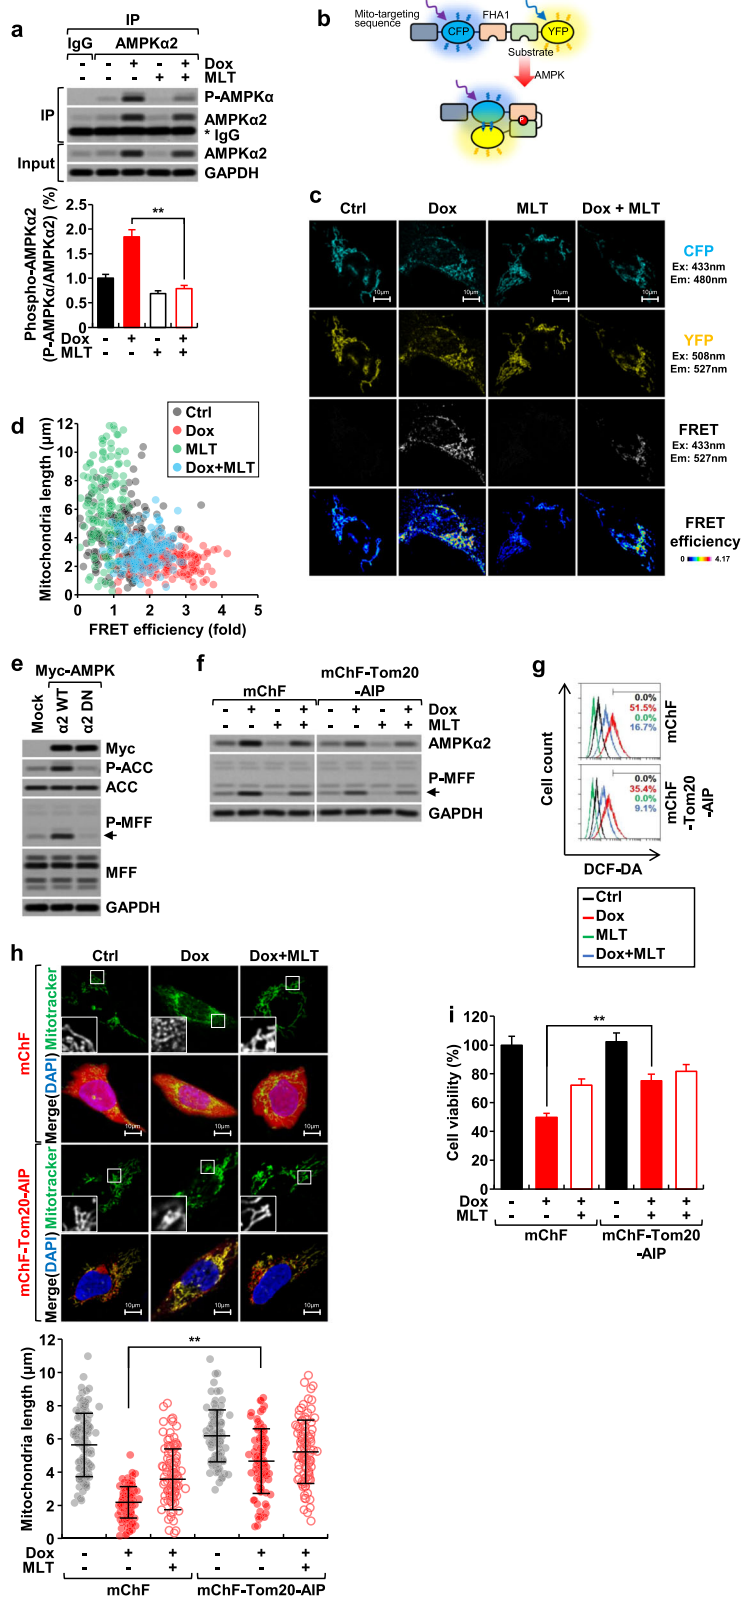 a
IP
IgG AMPKα2
- - + - + Dox
- - - + + MLT
IP
P-AMPKα
AMPKα2
* IgG
Input
AMPKα2
GAPDH
Phospho-AMPKα2
(P-AMPKα/AMPKα2) (%)
2.5
2.0
1.5
1.0
0.5
0
**
Dox - + - +
MLT - - + +
b
Mito-targeting
sequence
CFP
FHA1
YFP
Substrate
AMPK
P
c
Ctrl Dox MLT Dox + MLT
10μm 10μm 10μm 10μm
CFP
Ex: 433nm
Em: 480nm
YFP
Ex: 508nm
Em: 527nm
FRET
Ex: 433nm
Em: 527nm
FRET
efficiency
0 4.17
d
Mitochondria length (μm)
12
10
8
6
4
2
0
0 1 2 3 4 5
FRET efficiency (fold)
Ctrl
Dox
MLT
Dox+MLT
e
Myc-AMPK
Mock α2 WT α2 DN
Myc
P-ACC
ACC
P-MFF
MFF
GAPDH
f
mChF mChF-Tom20
-AIP
- + - + - + - + Dox
- - + + - - + + MLT
AMPKα2
P-MFF
GAPDH
g
Cell count
0.0%
51.5%
0.0%
16.7%
mChF
0.0%
35.4%
0.0%
9.1%
mChF
-Tom20
-AIP
DCF-DA
Ctrl
Dox
MLT
Dox+MLT
h
Ctrl Dox Dox+MLT
mChF
Mitotracker
Merge(DAPI)
10μm 10μm 10μm
mChF-Tom20-AIP
Mitotracker
Merge(DAPI)
10μm 10μm 10μm
Mitochondria length (μm)
12
10
8
6
4
2
0
**
Dox - + + - + +
MLT - - + - - +
mChF mChF-Tom20-AIP
i
Cell viability (%)
120
100
80
60
40
20
0
**
Dox - + + - + +
MLT - - + - + +
mChF mChF-Tom20
-AIP